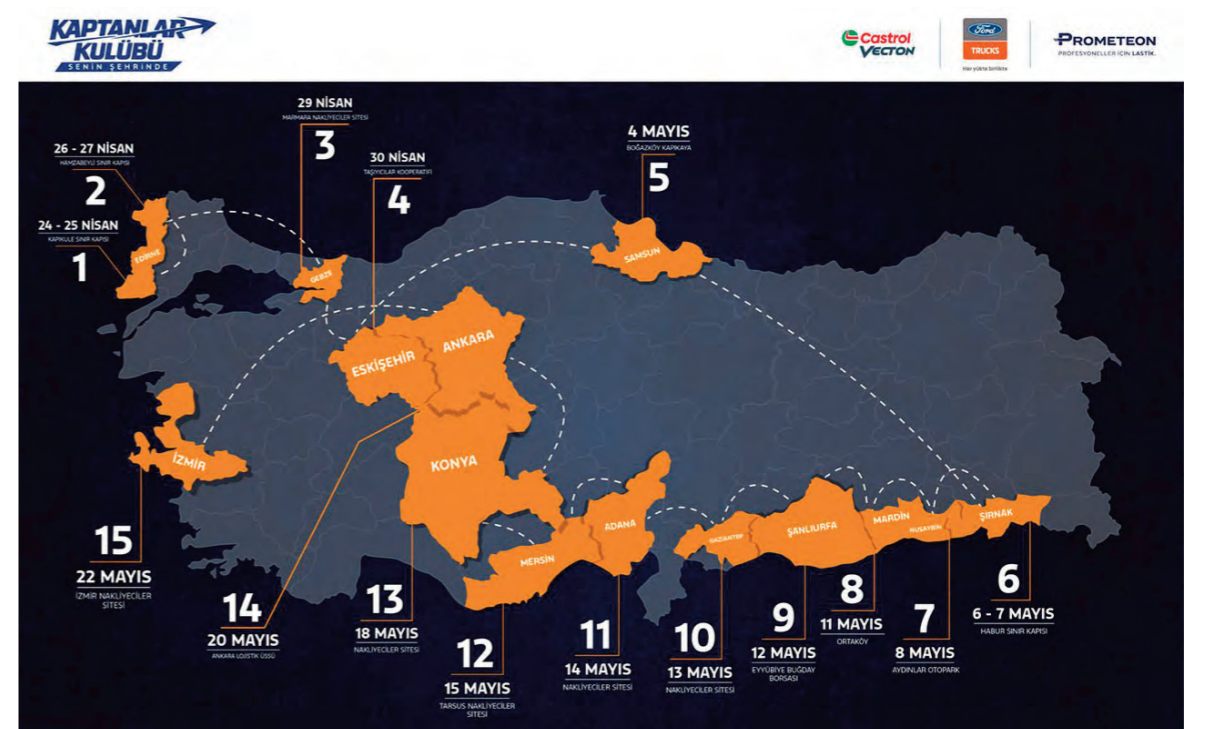 KAPTANLAR
KULÜBÜ
SENİN ŞEHRİNDE
Castrol
VECTON
Ford
TRUCKS
Her yükte birlikte
PROMETEON
PROFESYONELLER İÇİN LASTİK.
29 NİSAN
MARMARA NAKLİYECİLER SİTESİ
3
26 - 27 NİSAN
HAMZABEYLİ SINIR KAPISI
2
30 NİSAN
TAŞIYICILAR KOOPERATİFİ
4
4 MAYIS
BOĞAZKÖY KAPIKAYA
5
24 - 25 NİSAN
KAPIKULE SINIR KAPISI
1
EDİRNE
GEBZE
SAMSUN
ESKİŞEHİR
ANKARA
İZMİR
KONYA
MERSİN
ADANA
GAZİANTEP
ŞANLIURFA
MARDİN
NUSAYBİN
ŞIRNAK
15
22 MAYIS
İZMİR NAKLİYECİLER
SİTESİ
14
20 MAYIS
ANKARA LOJİSTİK ÜSSÜ
13
18 MAYIS
NAKLİYECİLER SİTESİ
12
15 MAYIS
TARSUS NAKLİYECİLER
SİTESİ
11
14 MAYIS
NAKLİYECİLER SİTESİ
10
13 MAYIS
NAKLİYECİLER SİTESİ
9
12 MAYIS
EYYÜBİYE BUĞDAY
BORSASI
8
11 MAYIS
ORTAKÖY
7
8 MAYIS
AYDINLAR OTOPARK
6
6 - 7 MAYIS
HABUR SINIR KAPISI